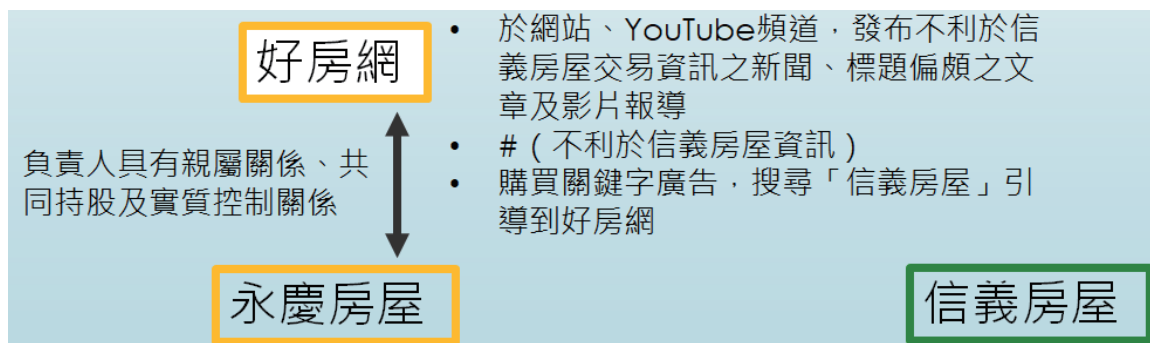 好房網
• 於網站、YouTube頻道，發布不利於信
義房屋交易資訊之新聞、標題偏頗之文
章及影片報導
• #（不利於信義房屋資訊）
• 購買關鍵字廣告，搜尋「信義房屋」引
導到好房網
負責人具有親屬關係、共
同持股及實質控制關係
永慶房屋
信義房屋